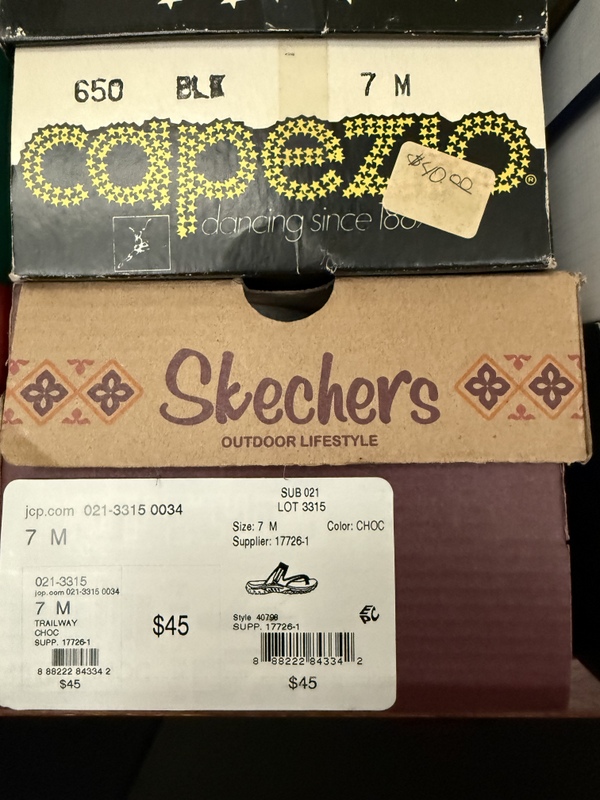 650 BLK 7 M
capezio®
$40.00
dancing since 1887
Skechers
OUTDOOR LIFESTYLE
jcp.com 021-3315 0034
7 M
SUB 021
LOT 3315
Size: 7 M Color: CHOC
Supplier: 17726-1
021-3315
jcp.com 021-3315 0034
7 M
TRAILWAY
CHOC
SUPP. 17726-1
8 88222 84334 2
$45
$45
Style 40798
SUPP. 17726-1
8 88222 84334 2
$45